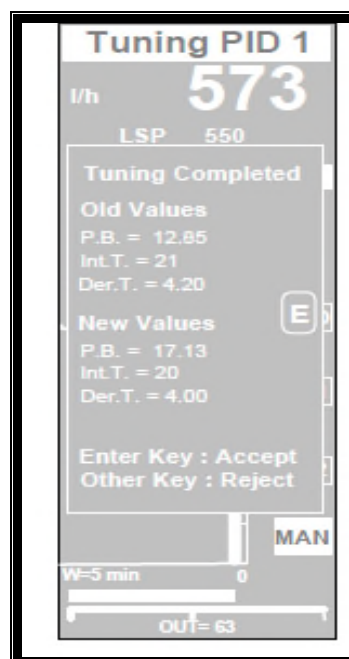 Tuning PID 1
l/h 573
LSP 550
Tuning Completed
Old Values
P.B. = 12.85
Int.T. = 21
Der.T. = 4.20
E
New Values
P.B. = 17.13
Int.T. = 20
Der.T. = 4.00
Enter Key : Accept
Other Key : Reject
MAN
W=5 min 0
OUT= 63